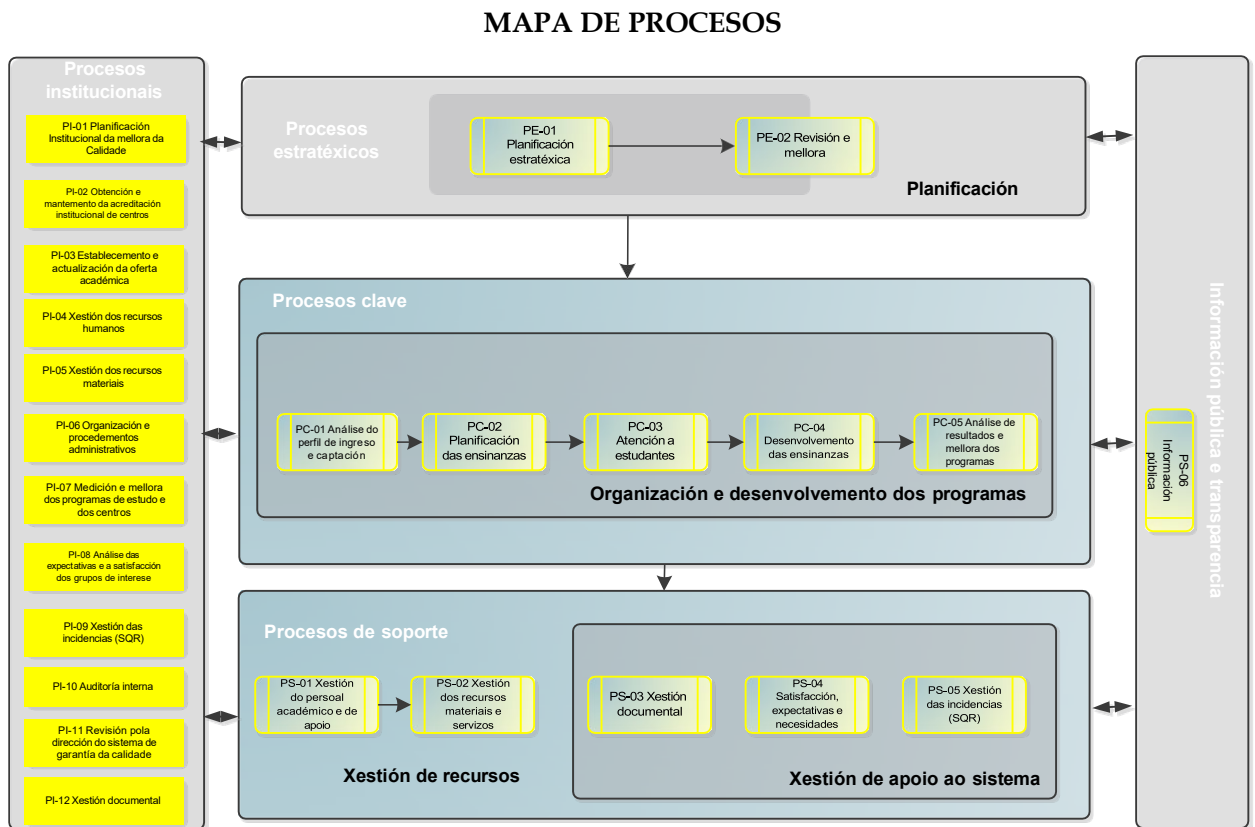 MAPA DE PROCESOS
Procesos
institucionais
PI-01 Planificación
Institucional da mellora da
Calidade
PI-02 Obtención e
mantemento da acreditación
institucional de centros
PI-03 Establecemento e
actualización da oferta
académica
PI-04 Xestión dos recursos
humanos
PI-05 Xestión dos recursos
materiais
PI-06 Organización e
procedementos
administrativos
PI-07 Medición e mellora
dos programas de estudo e
dos centros
PI-08 Análise das
expectativas e a satisfacción
dos grupos de interese
PI-09 Xestión das
incidencias (SQR)
PI-10 Auditoría interna
PI-11 Revisión pola
dirección do sistema de
garantía da calidade
PI-12 Xestión documental
Procesos
estratéxicos
PE-01
Planificación
estratéxica
PE-02 Revisión e
mellora
Planificación
Procesos clave
PC-01 Análise do
perfil de ingreso
e captación
PC-02
Planificación
das ensinanzas
PC-03
Atención a
estudantes
PC-04
Desenvolvemento
das ensinanzas
PC-05 Análise de
resultados e
mellora dos
programas
Organización e desenvolvemento dos programas
Procesos de soporte
PS-01 Xestión
do persoal
académico e de
apoio
PS-02 Xestión
dos recursos
materiais e
servizos
Xestión de recursos
PS-03 Xestión
documental
PS-04
Satisfacción,
expectativas e
necesidades
PS-05 Xestión
das incidencias
(SQR)
Xestión de apoio ao sistema
Información pública e transparencia
PS-06
Información
pública